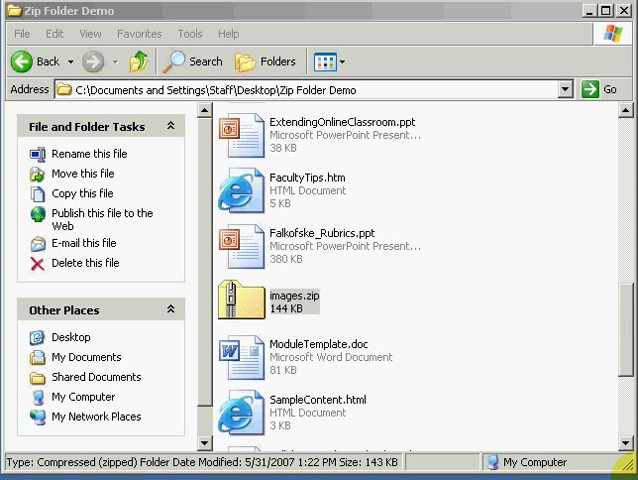 Zip Folder Demo
File Edit View Favorites Tools Help
Back Search Folders
Address C:\Documents and Settings\Staff\Desktop\Zip Folder Demo Go
File and Folder Tasks
Rename this file
Move this file
Copy this file
Publish this file to the
Web
E-mail this file
Delete this file
Other Places
Desktop
My Documents
Shared Documents
My Computer
My Network Places
ExtendingOnlineClassroom.ppt
Microsoft PowerPoint Present...
38 KB
FacultyTips.htm
HTML Document
5 KB
Falkofske_Rubrics.ppt
Microsoft PowerPoint Present...
380 KB
images.zip
144 KB
ModuleTemplate.doc
Microsoft Word Document
81 KB
SampleContent.html
HTML Document
3 KB
Type: Compressed (zipped) Folder Date Modified: 5/31/2007 1:22 PM Size: 143 KB
My Computer